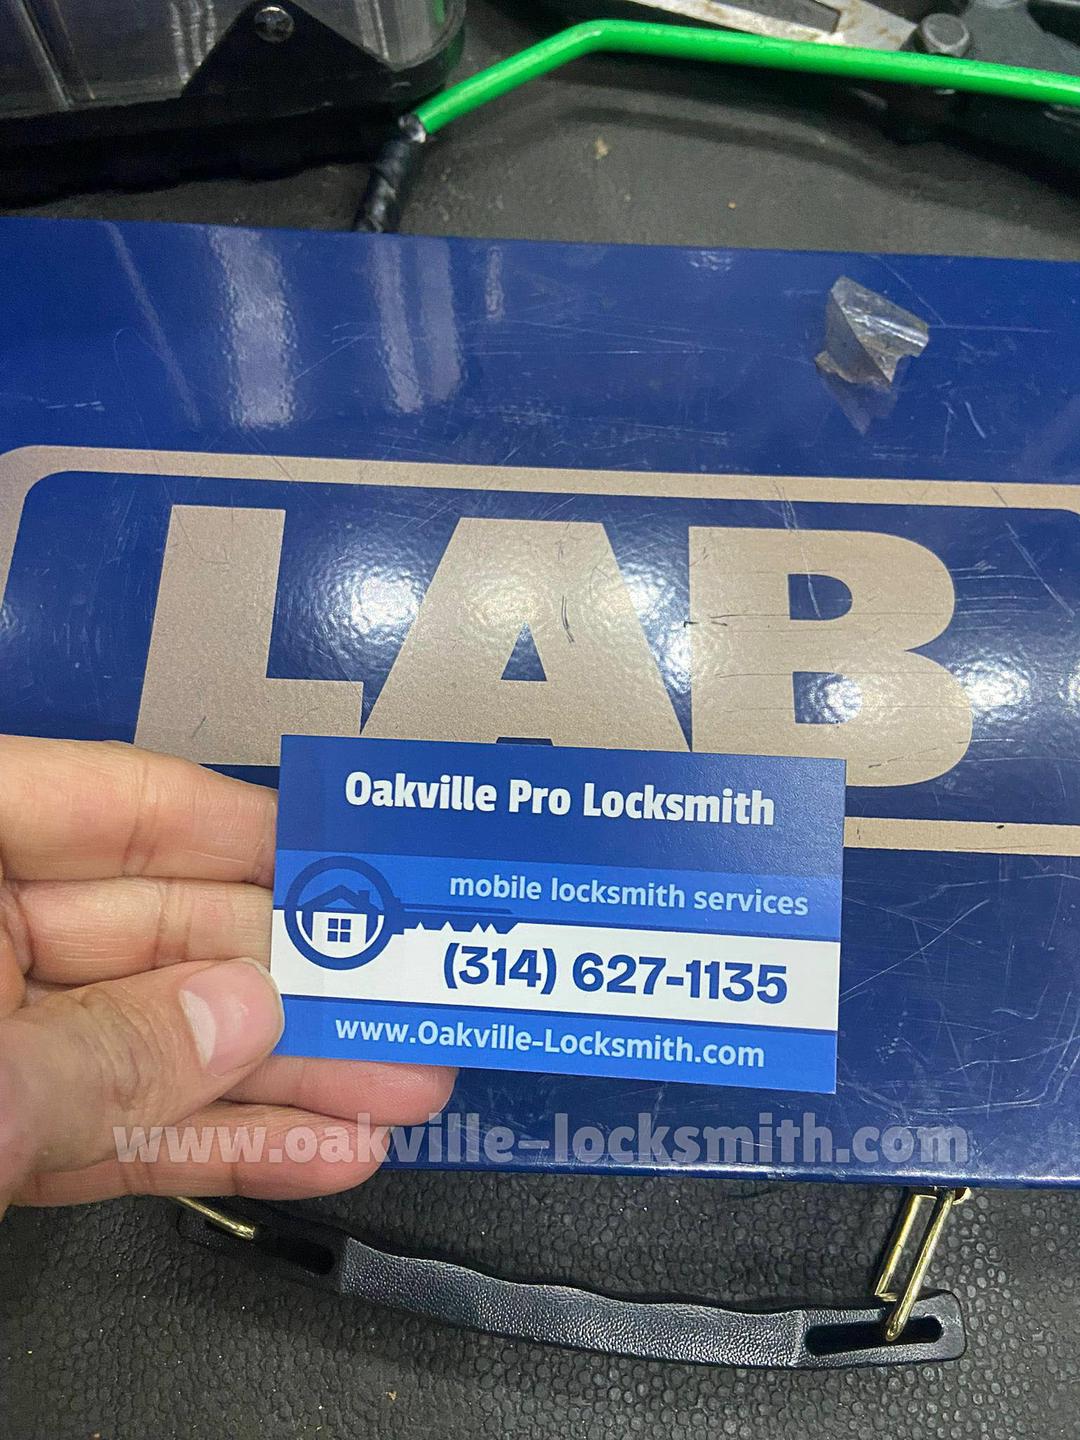 LAB
Oakville Pro Locksmith
mobile locksmith services
(314) 627-1135
www.Oakville-Locksmith.com
www.oakville-locksmith.com